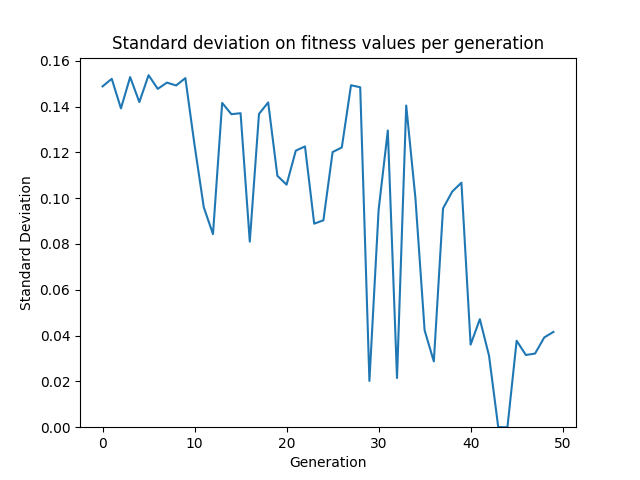 Standard deviation on fitness values per generation
0.16
0.14
0.12
0.10
0.08
0.06
0.04
0.02
0.00
Standard Deviation
0 10 20 30 40 50
Generation